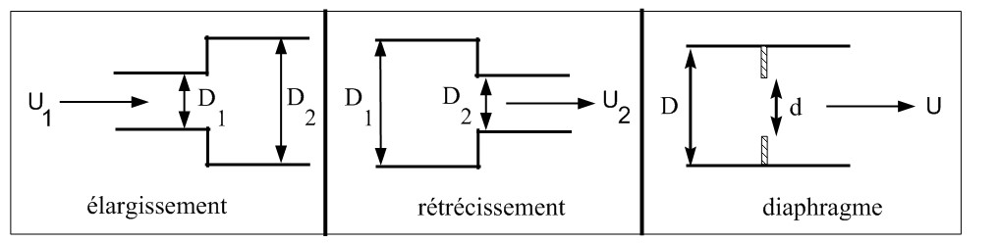 U1 D1 D2
élargissement
D1 D2 U2
rétrécissement
D d U
diaphragme